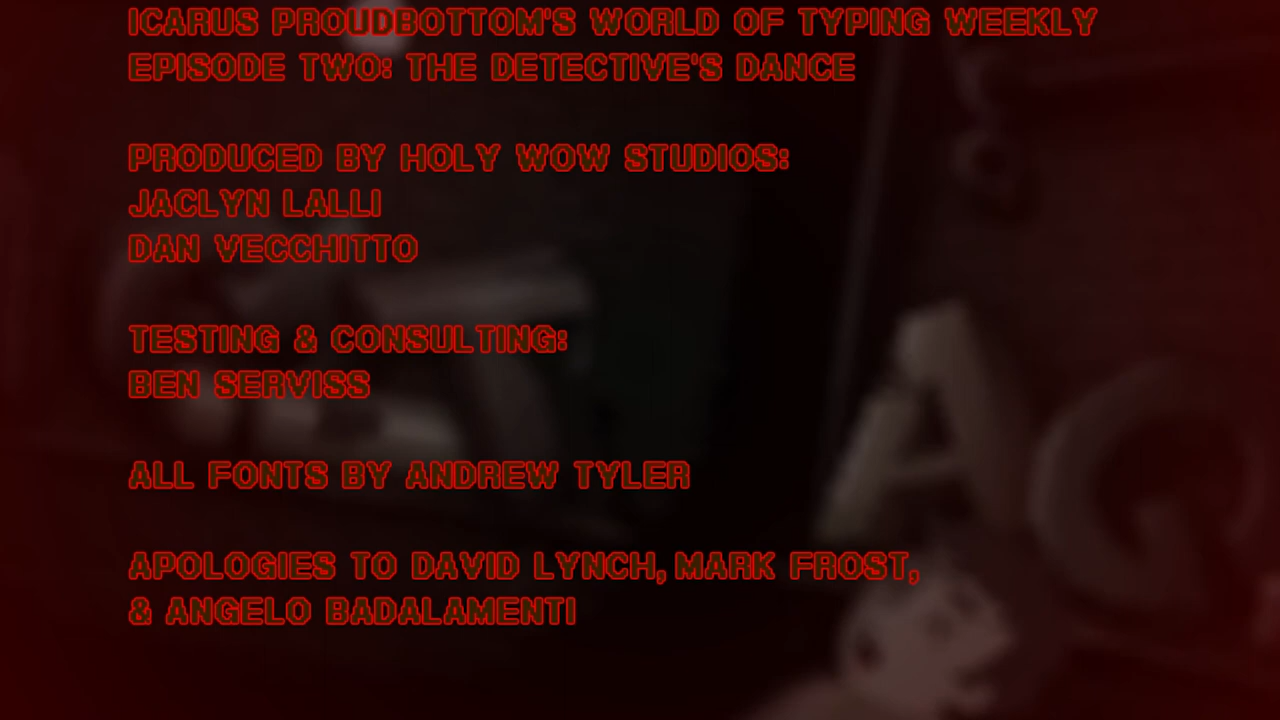 ICARUS PROUDBOTTOM'S WORLD OF TYPING WEEKLY
EPISODE TWO: THE DETECTIVE'S DANCE
PRODUCED BY HOLY WOW STUDIOS:
JACLYN LALLI
DAN VECCHITTO
TESTING & CONSULTING:
BEN SERVISS
ALL FONTS BY ANDREW TYLER
APOLOGIES TO DAVID LYNCH, MARK FROST,
& ANGELO BADALAMENTI
A Q